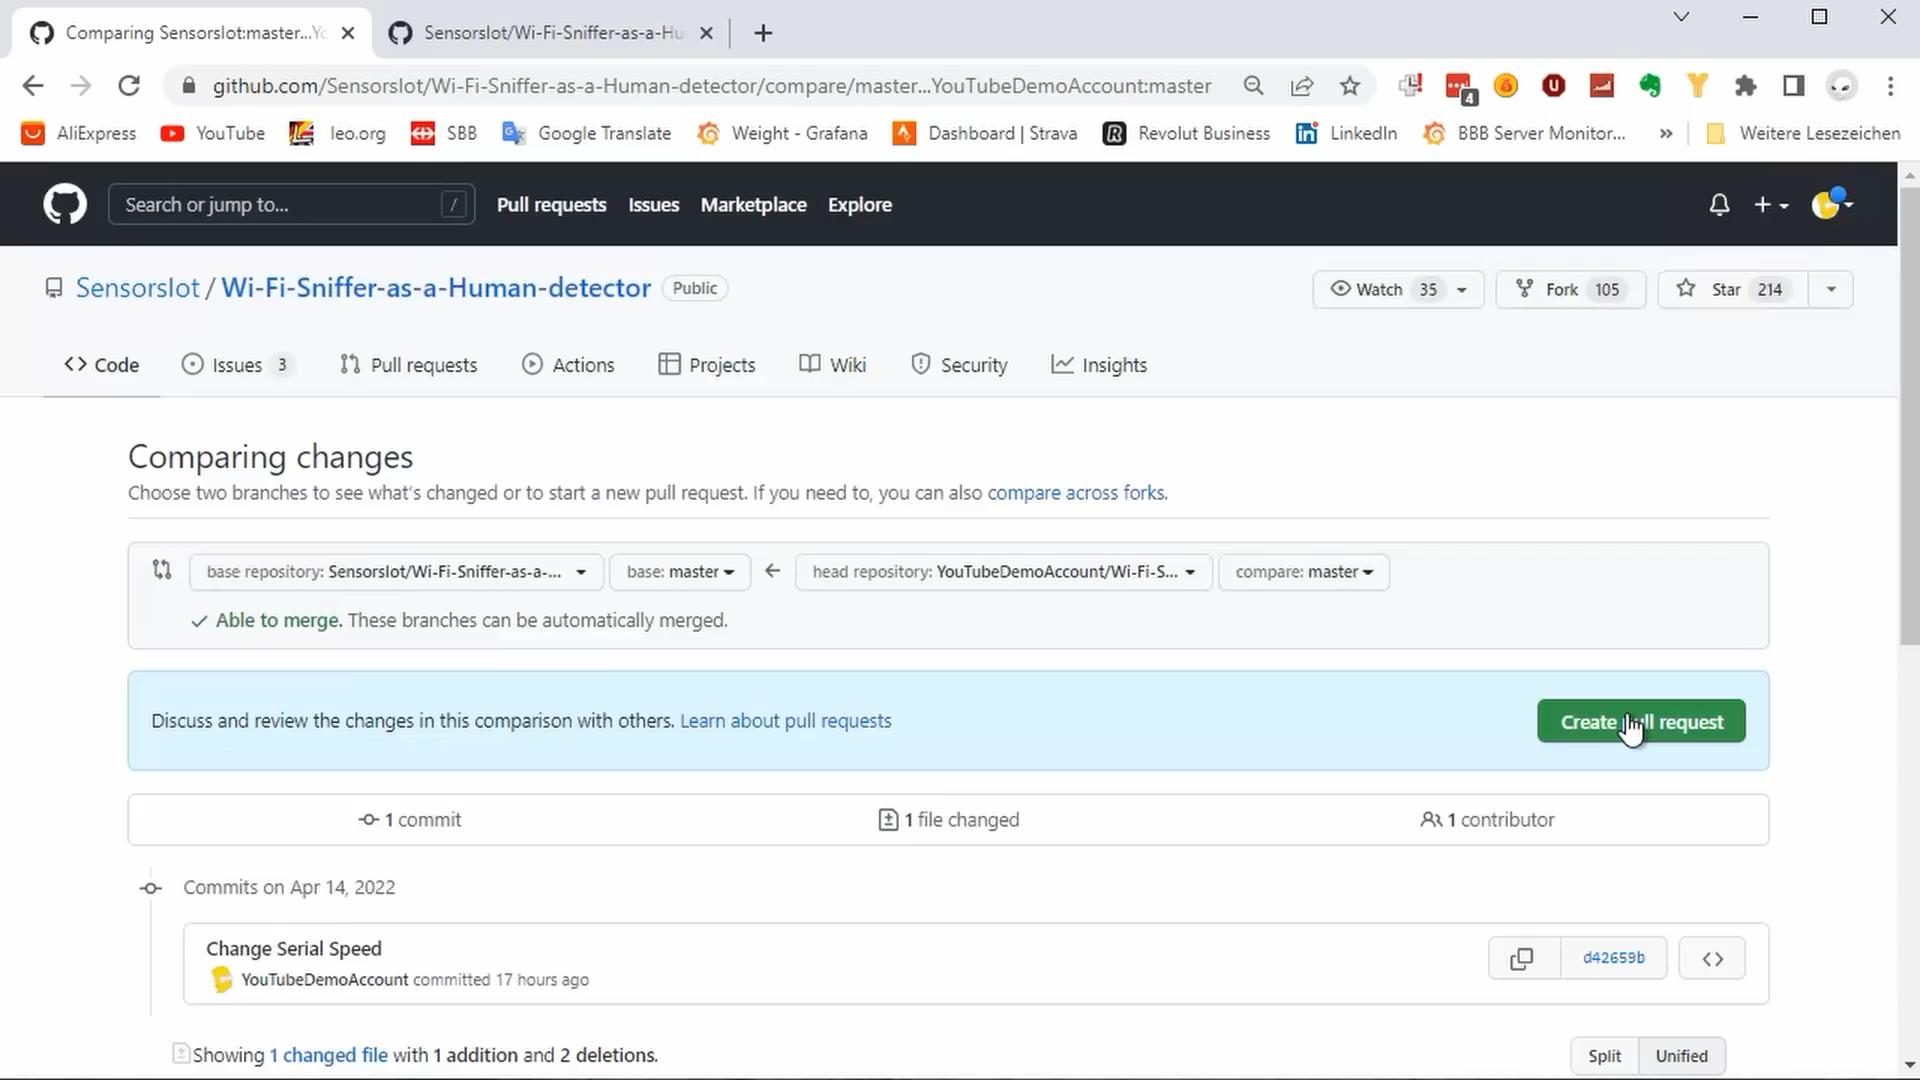 Comparing Sensorslot:master...Yo
Sensorslot/Wi-Fi-Sniffer-as-a-Hu
github.com/Sensorslot/Wi-Fi-Sniffer-as-a-Human-detector/compare/master...YouTubeDemoAccount:master
4
AliExpress YouTube leo.org SBB Google Translate Weight - Grafana Dashboard | Strava Revolut Business LinkedIn BBB Server Monitor... » Weitere Lesezeichen
Search or jump to... / Pull requests Issues Marketplace Explore
Sensorslot / Wi-Fi-Sniffer-as-a-Human-detector Public Watch 35 Fork 105 Star 214
Code Issues 3 Pull requests Actions Projects Wiki Security Insights
Comparing changes
Choose two branches to see what's changed or to start a new pull request. If you need to, you can also compare across forks.
base repository: Sensorslot/Wi-Fi-Sniffer-as-a-... base: master head repository: YouTubeDemoAccount/Wi-Fi-S... compare: master
Able to merge. These branches can be automatically merged.
Discuss and review the changes in this comparison with others. Learn about pull requests Create pull request
1 commit 1 file changed 1 contributor
Commits on Apr 14, 2022
Change Serial Speed
YouTubeDemoAccount committed 17 hours ago d42659b
Showing 1 changed file with 1 addition and 2 deletions. Split Unified